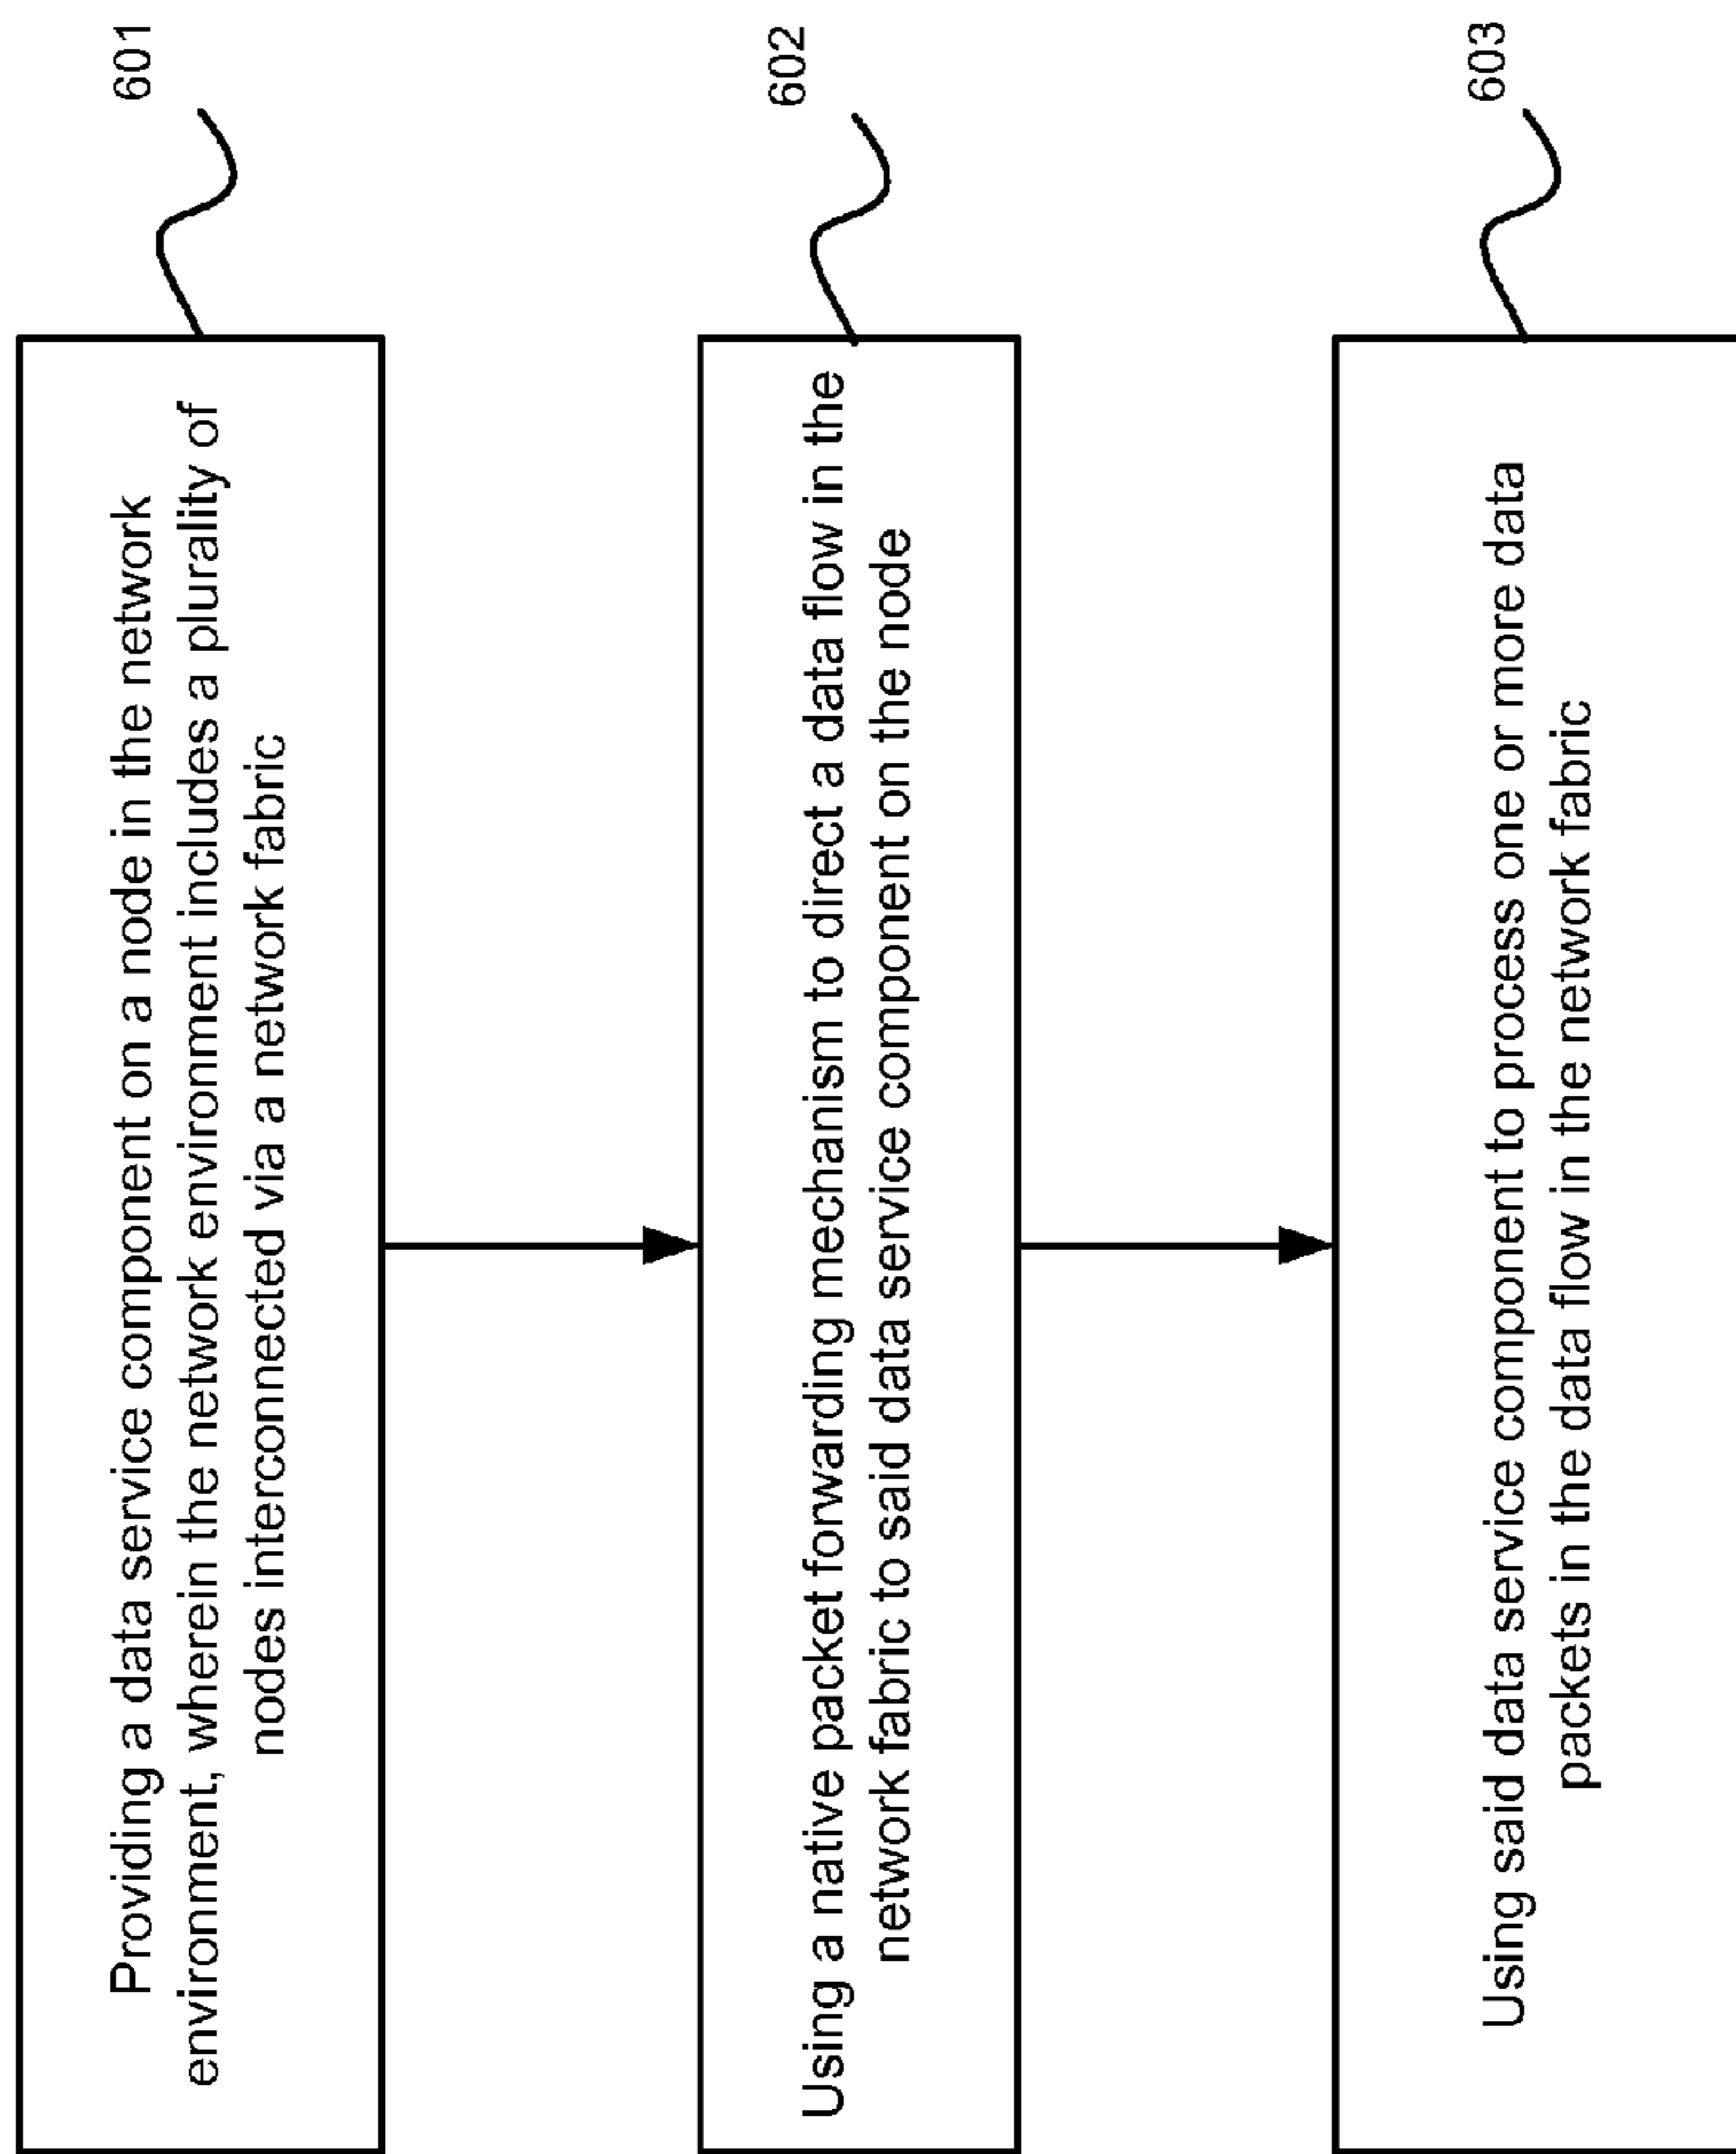 Providing a data service component on a node in the network
environment, wherein the network environment includes a plurality of
nodes interconnected via a network fabric
601
Using a native packet forwarding mechanism to direct a data flow in the
network fabric to said data service component on the node
602
Using said data service component to process one or more data
packets in the data flow in the network fabric
603